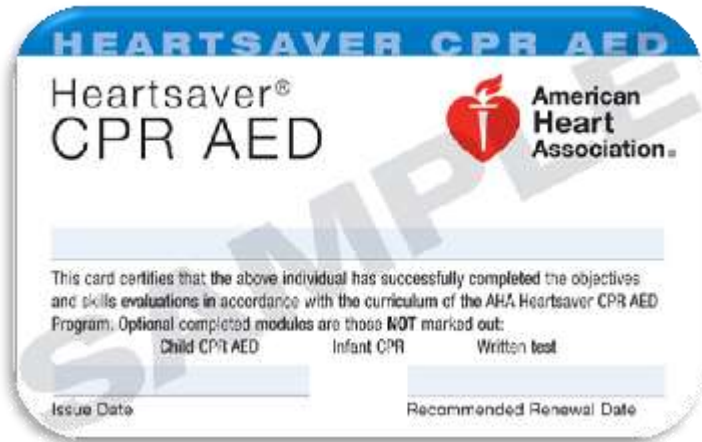 HEARTSAVER CPR AED
Heartsaver®
CPR AED
American
Heart
Association®
SAMPLE
This card certifies that the above individual has successfully completed the objectives
and skills evaluations in accordance with the curriculum of the AHA Heartsaver CPR AED
Program. Optional completed modules are those NOT marked out:
Child CPR AED Infant CPR Written test
Issue Date Recommended Renewal Date